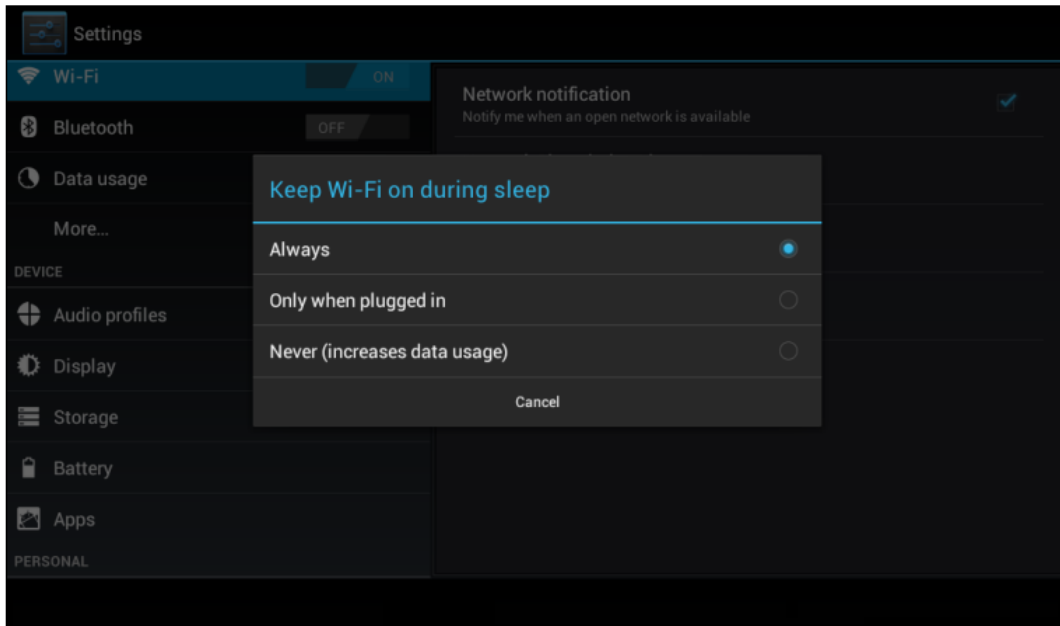 Settings
Wi-Fi
ON
Bluetooth
OFF
Data usage
More...
DEVICE
Audio profiles
Display
Storage
Battery
Apps
PERSONAL
Network notification
Notify me when an open network is available
Keep Wi-Fi on during sleep
Always
Only when plugged in
Never (increases data usage)
Cancel